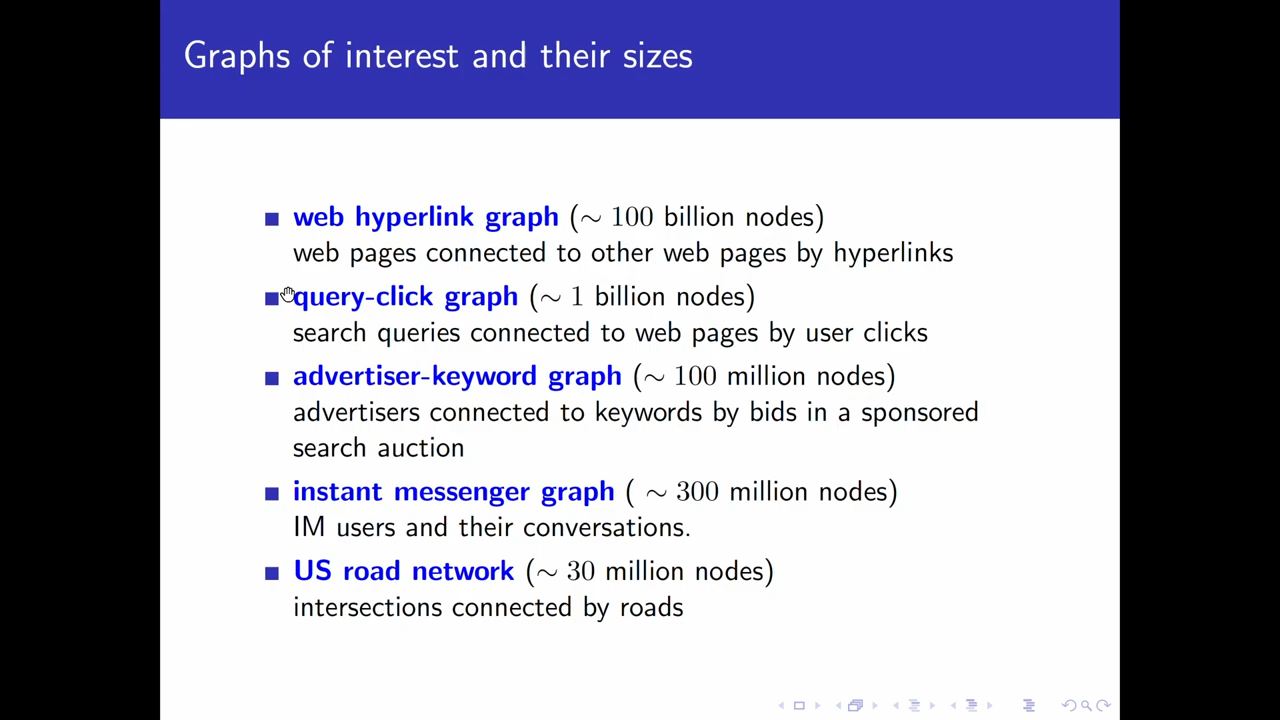 Graphs of interest and their sizes
web hyperlink graph (∼ 100 billion nodes)
web pages connected to other web pages by hyperlinks
query-click graph (∼ 1 billion nodes)
search queries connected to web pages by user clicks
advertiser-keyword graph (∼ 100 million nodes)
advertisers connected to keywords by bids in a sponsored
search auction
instant messenger graph ( ∼ 300 million nodes)
IM users and their conversations.
US road network (∼ 30 million nodes)
intersections connected by roads